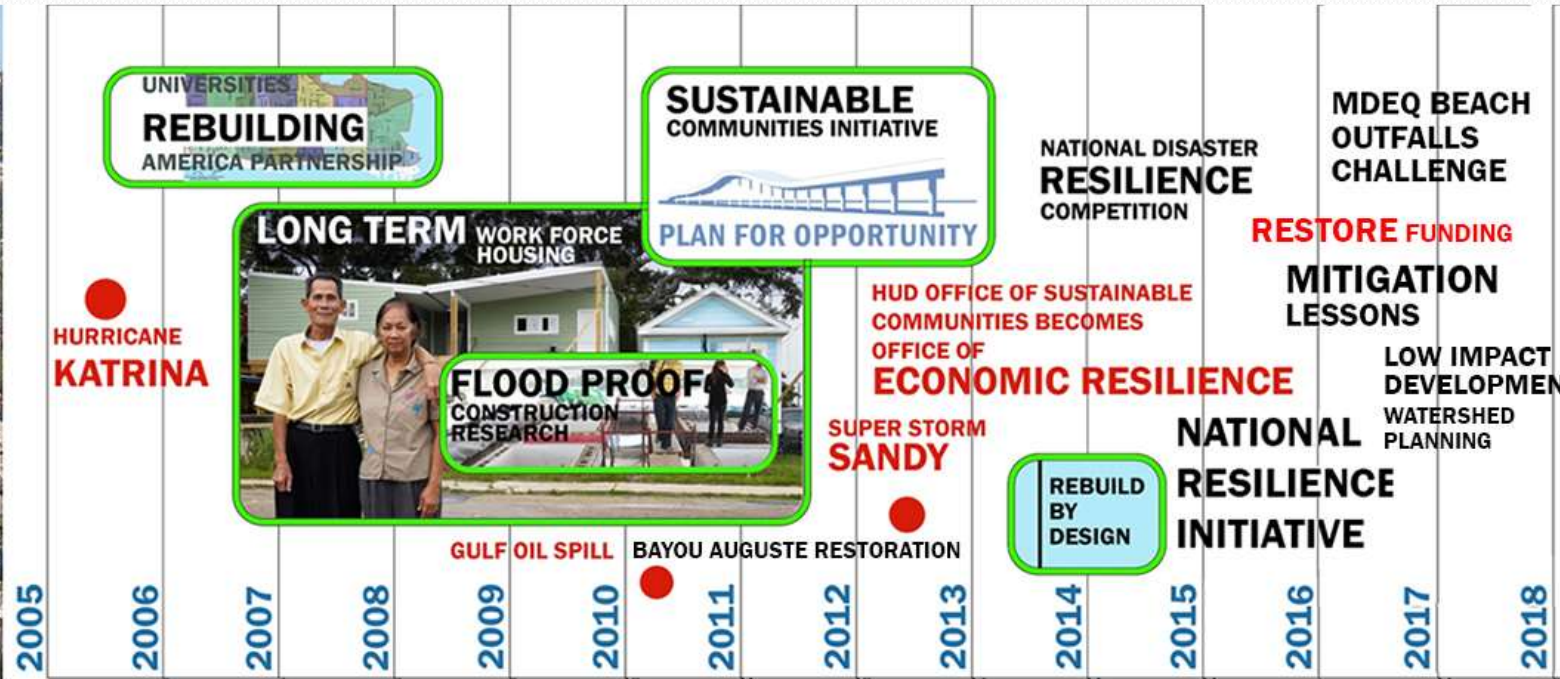 UNIVERSITIES
REBUILDING
AMERICA PARTNERSHIP
SUSTAINABLE
COMMUNITIES INITIATIVE
PLAN FOR OPPORTUNITY
LONG TERM WORK FORCE
HOUSING
FLOOD PROOF
CONSTRUCTION
RESEARCH
HURRICANE
KATRINA
NATIONAL DISASTER
RESILIENCE
COMPETITION
MDEQ BEACH
OUTFALLS
CHALLENGE
RESTORE FUNDING
MITIGATION
LESSONS
HUD OFFICE OF SUSTAINABLE
COMMUNITIES BECOMES
OFFICE OF
ECONOMIC RESILIENCE
LOW IMPACT
DEVELOPMEN
WATERSHED
PLANNING
SUPER STORM
SANDY
NATIONAL
RESILIENCE
INITIATIVE
REBUILD
BY
DESIGN
GULF OIL SPILL
BAYOU AUGUSTE RESTORATION
2005
2006
2007
2008
2009
2010
2011
2012
2013
2014
2015
2016
2017
2018